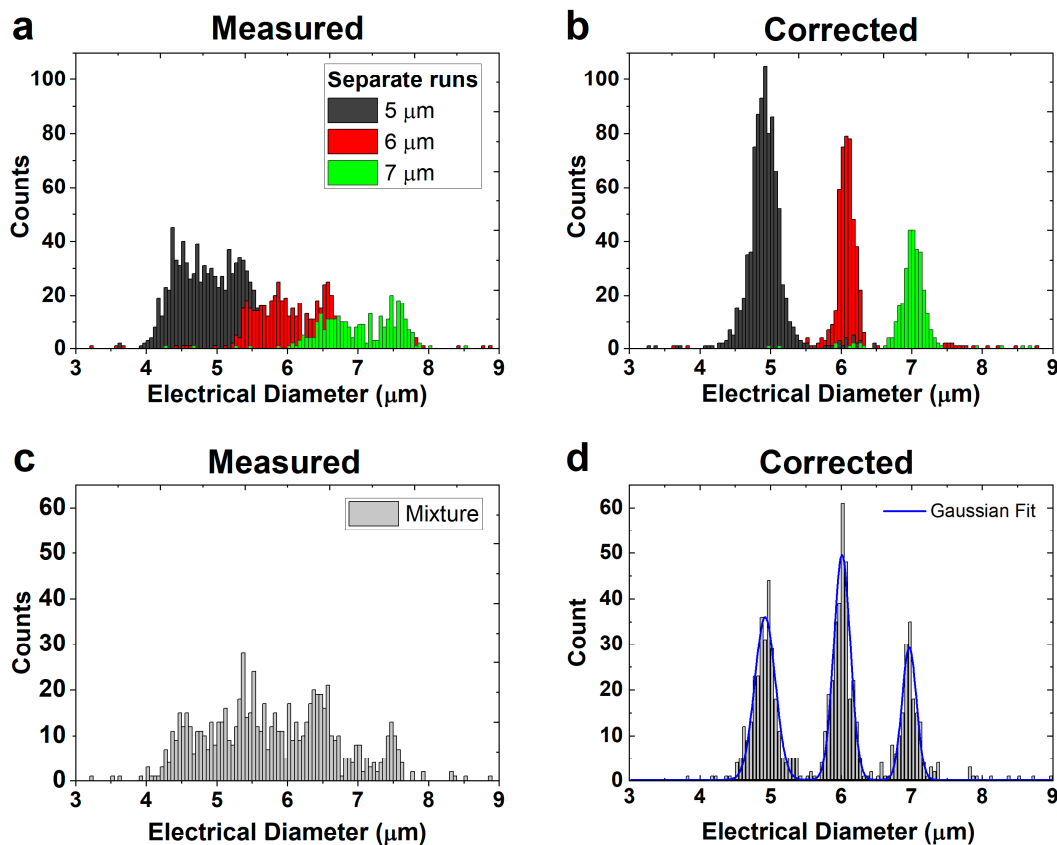 a
Measured
Counts
100
80
60
40
20
0
Separate runs
5 μm
6 μm
7 μm
3 4 5 6 7 8 9
Electrical Diameter (μm)
b
Corrected
Counts
100
80
60
40
20
0
3 4 5 6 7 8 9
Electrical Diameter (μm)
c
Measured
Counts
60
50
40
30
20
10
0
Mixture
3 4 5 6 7 8 9
Electrical Diameter (μm)
d
Corrected
Count
60
50
40
30
20
10
0
Gaussian Fit
3 4 5 6 7 8 9
Electrical Diameter (μm)